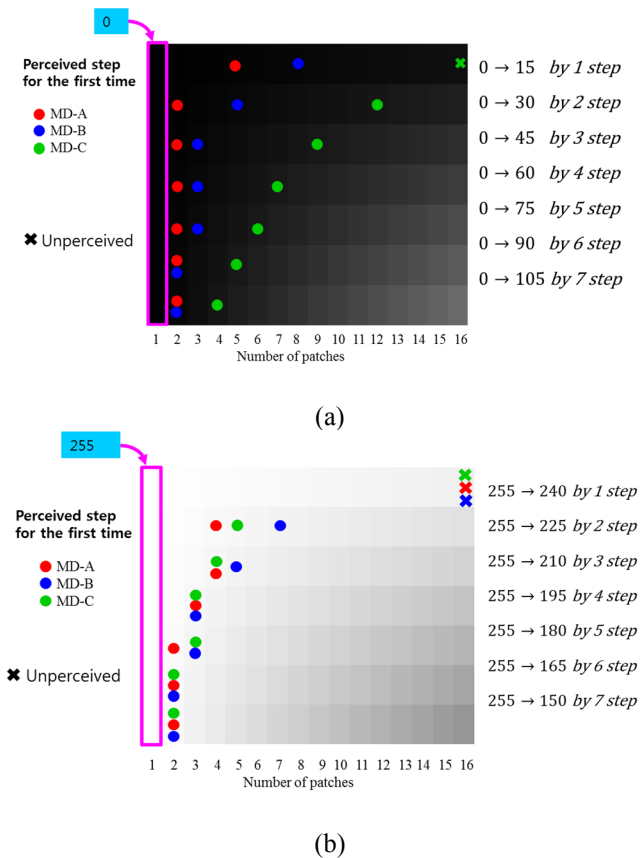 0
Perceived step
for the first time
MD-A
MD-B
MD-C
✖ Unperceived
0 → 15 by 1 step
0 → 30 by 2 step
0 → 45 by 3 step
0 → 60 by 4 step
0 → 75 by 5 step
0 → 90 by 6 step
0 → 105 by 7 step
1 2 3 4 5 6 7 8 9 10 11 12 13 14 15 16
Number of patches
(a)
255
Perceived step
for the first time
MD-A
MD-B
MD-C
✖ Unperceived
255 → 240 by 1 step
255 → 225 by 2 step
255 → 210 by 3 step
255 → 195 by 4 step
255 → 180 by 5 step
255 → 165 by 6 step
255 → 150 by 7 step
1 2 3 4 5 6 7 8 9 10 11 12 13 14 15 16
Number of patches
(b)